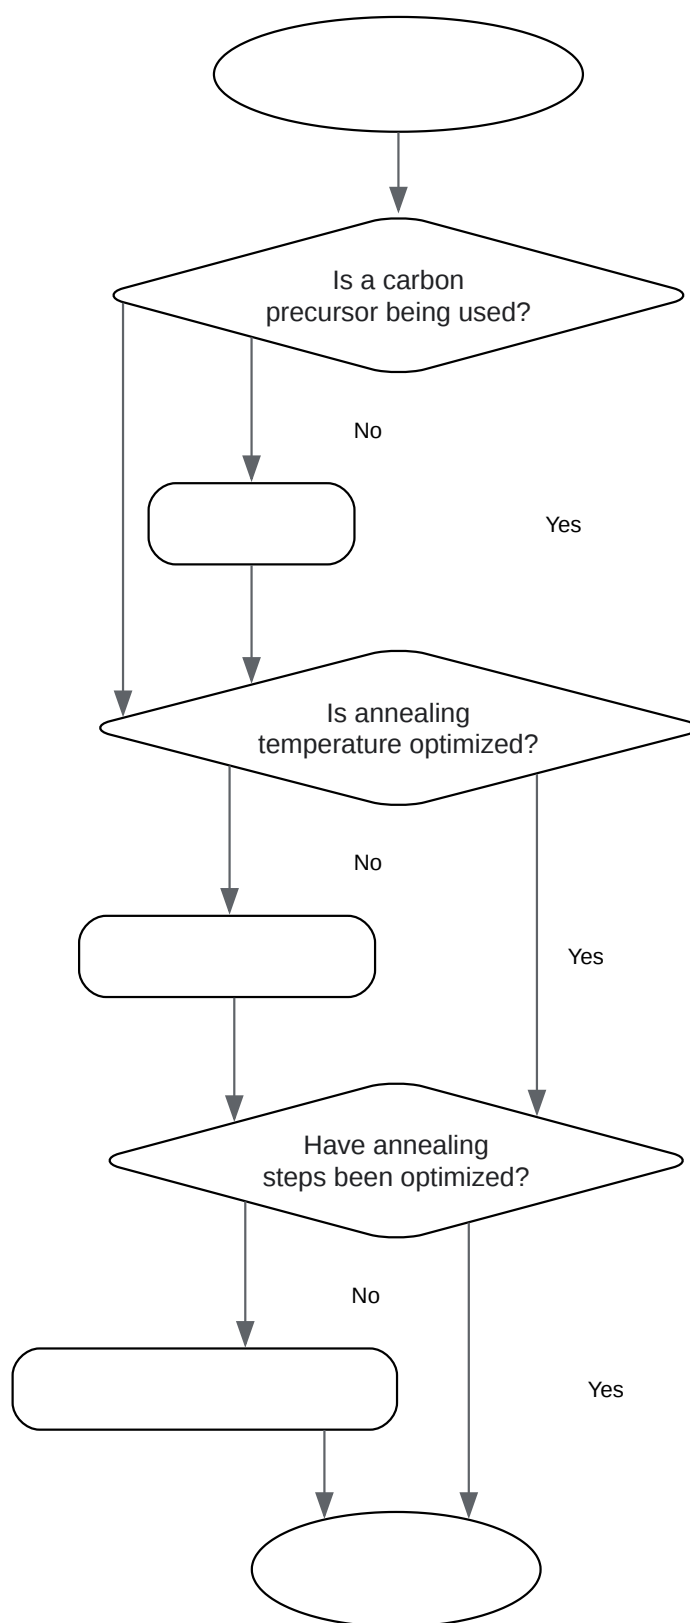 Is a carbon
precursor being used?
No
Yes
Is annealing
temperature optimized?
No
Yes
Have annealing
steps been optimized?
No
Yes